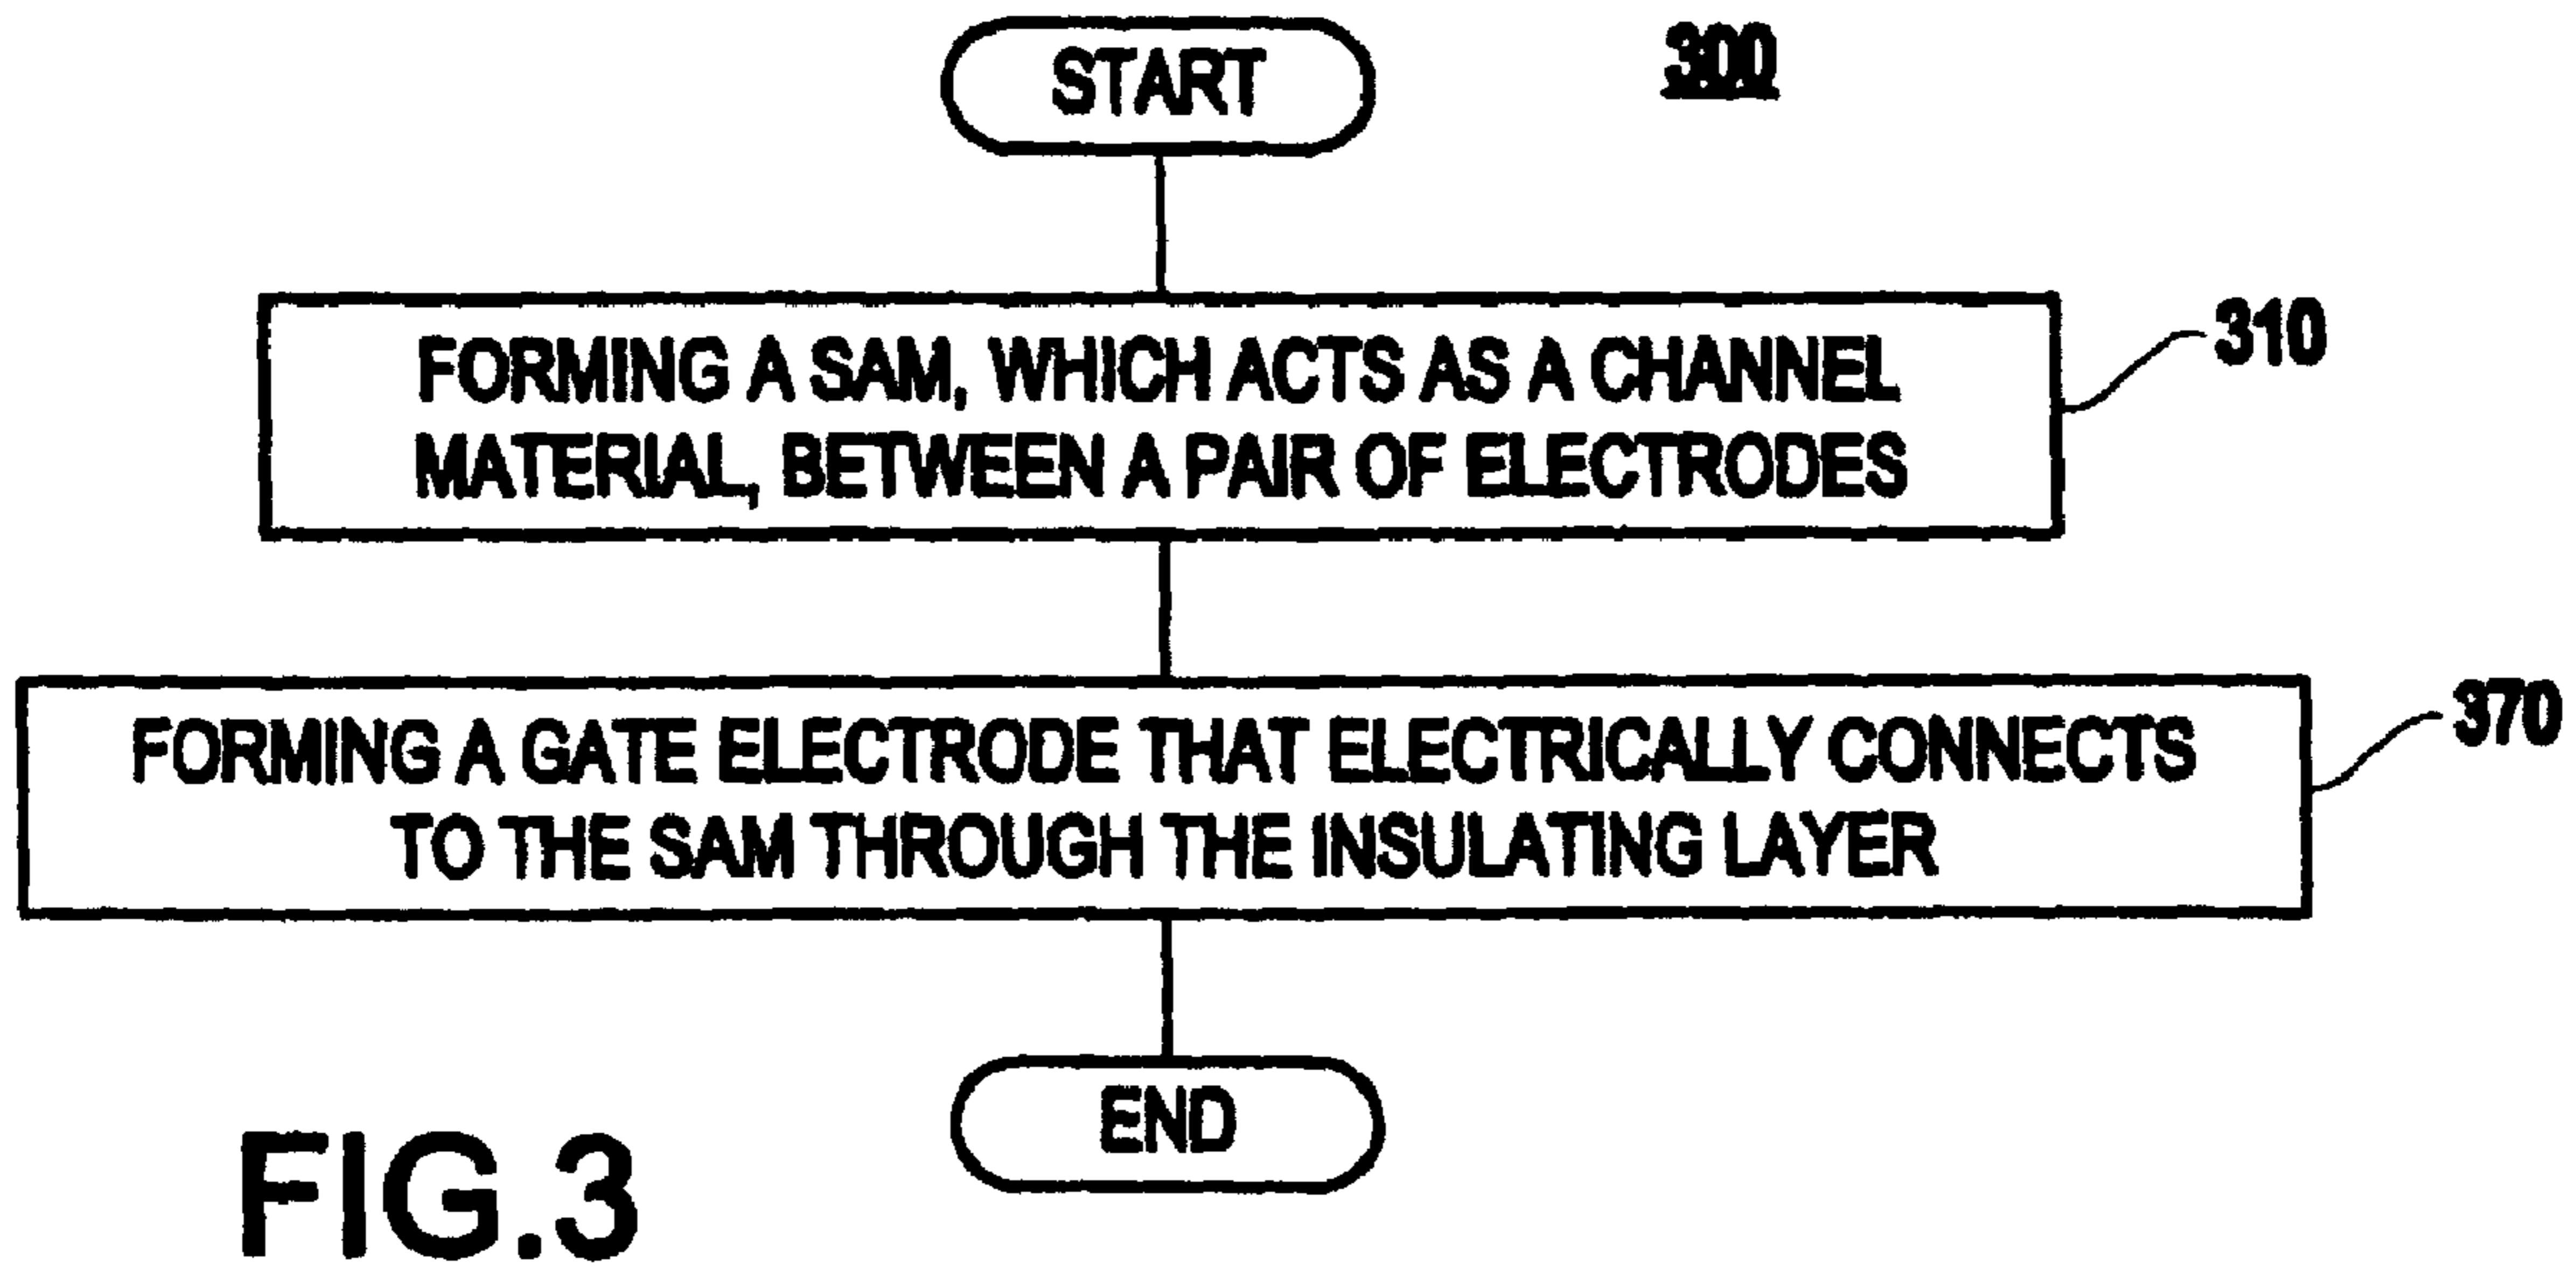 START
300
FORMING A SAM, WHICH ACTS AS A CHANNEL
MATERIAL, BETWEEN A PAIR OF ELECTRODES
310
FORMING A GATE ELECTRODE THAT ELECTRICALLY CONNECTS
TO THE SAM THROUGH THE INSULATING LAYER
370
END
FIG.3